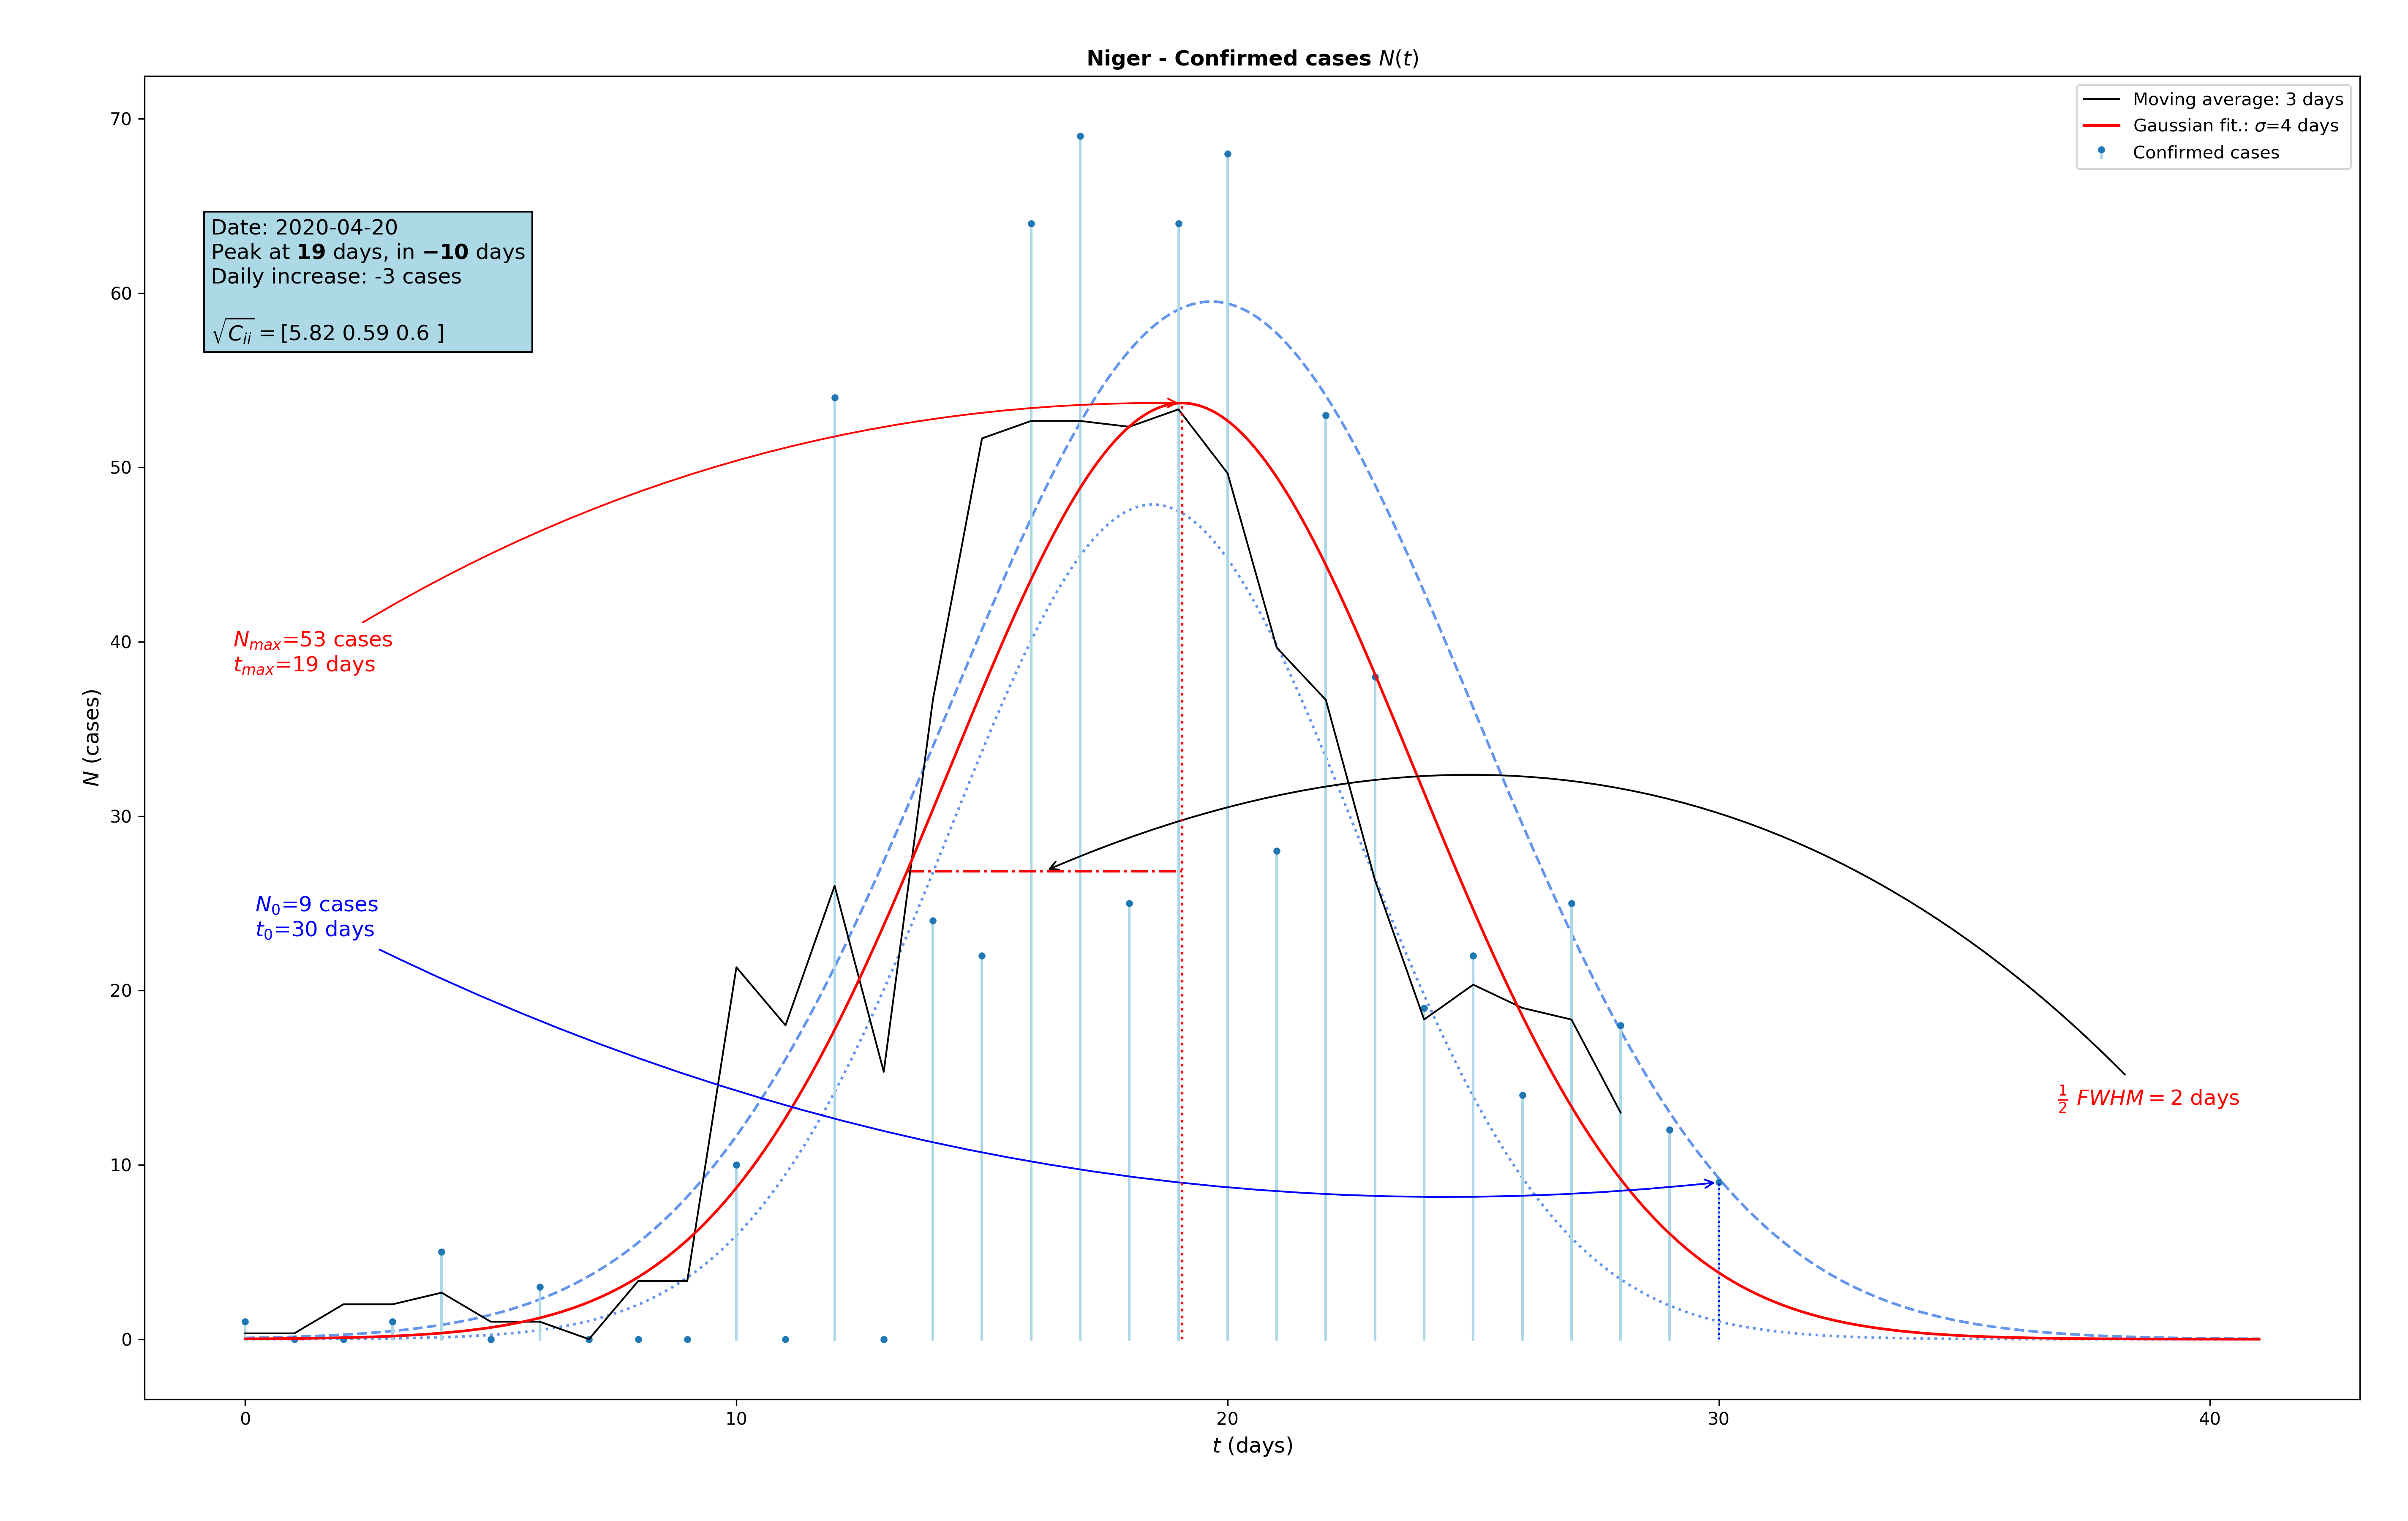 Niger - Confirmed cases N(t)
Moving average: 3 days
Gaussian fit.: σ=4 days
Confirmed cases
Date: 2020-04-20
Peak at 19 days, in −10 days
Daily increase: -3 cases
√C_ii = [5.82 0.59 0.6 ]
N_max=53 cases
t_max=19 days
N_0=9 cases
t_0=30 days
1/2 FWHM = 2 days
N (cases)
70
60
50
40
30
20
10
0
0 10 20 30 40
t (days)